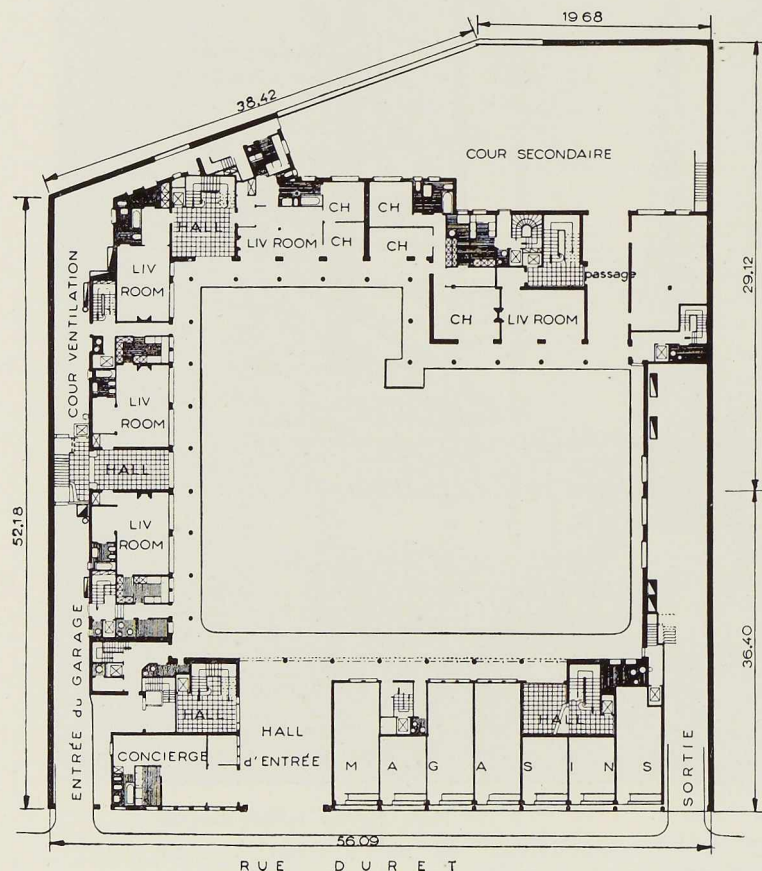 19 68
38.42
COUR SECONDAIRE
HALL
CH
CH
LIV ROOM
CH
CH
LIV
ROOM
passage
29,12
COUR VENTILATION
CH
LIV ROOM
LIV
ROOM
HALL
52,18
LIV
ROOM
ENTRÉE du GARAGE
36.40
HALL
HALL
d'ENTRÉE
HALL
CONCIERGE
MAGASINS
SORTIE
56.09
RUE DURET